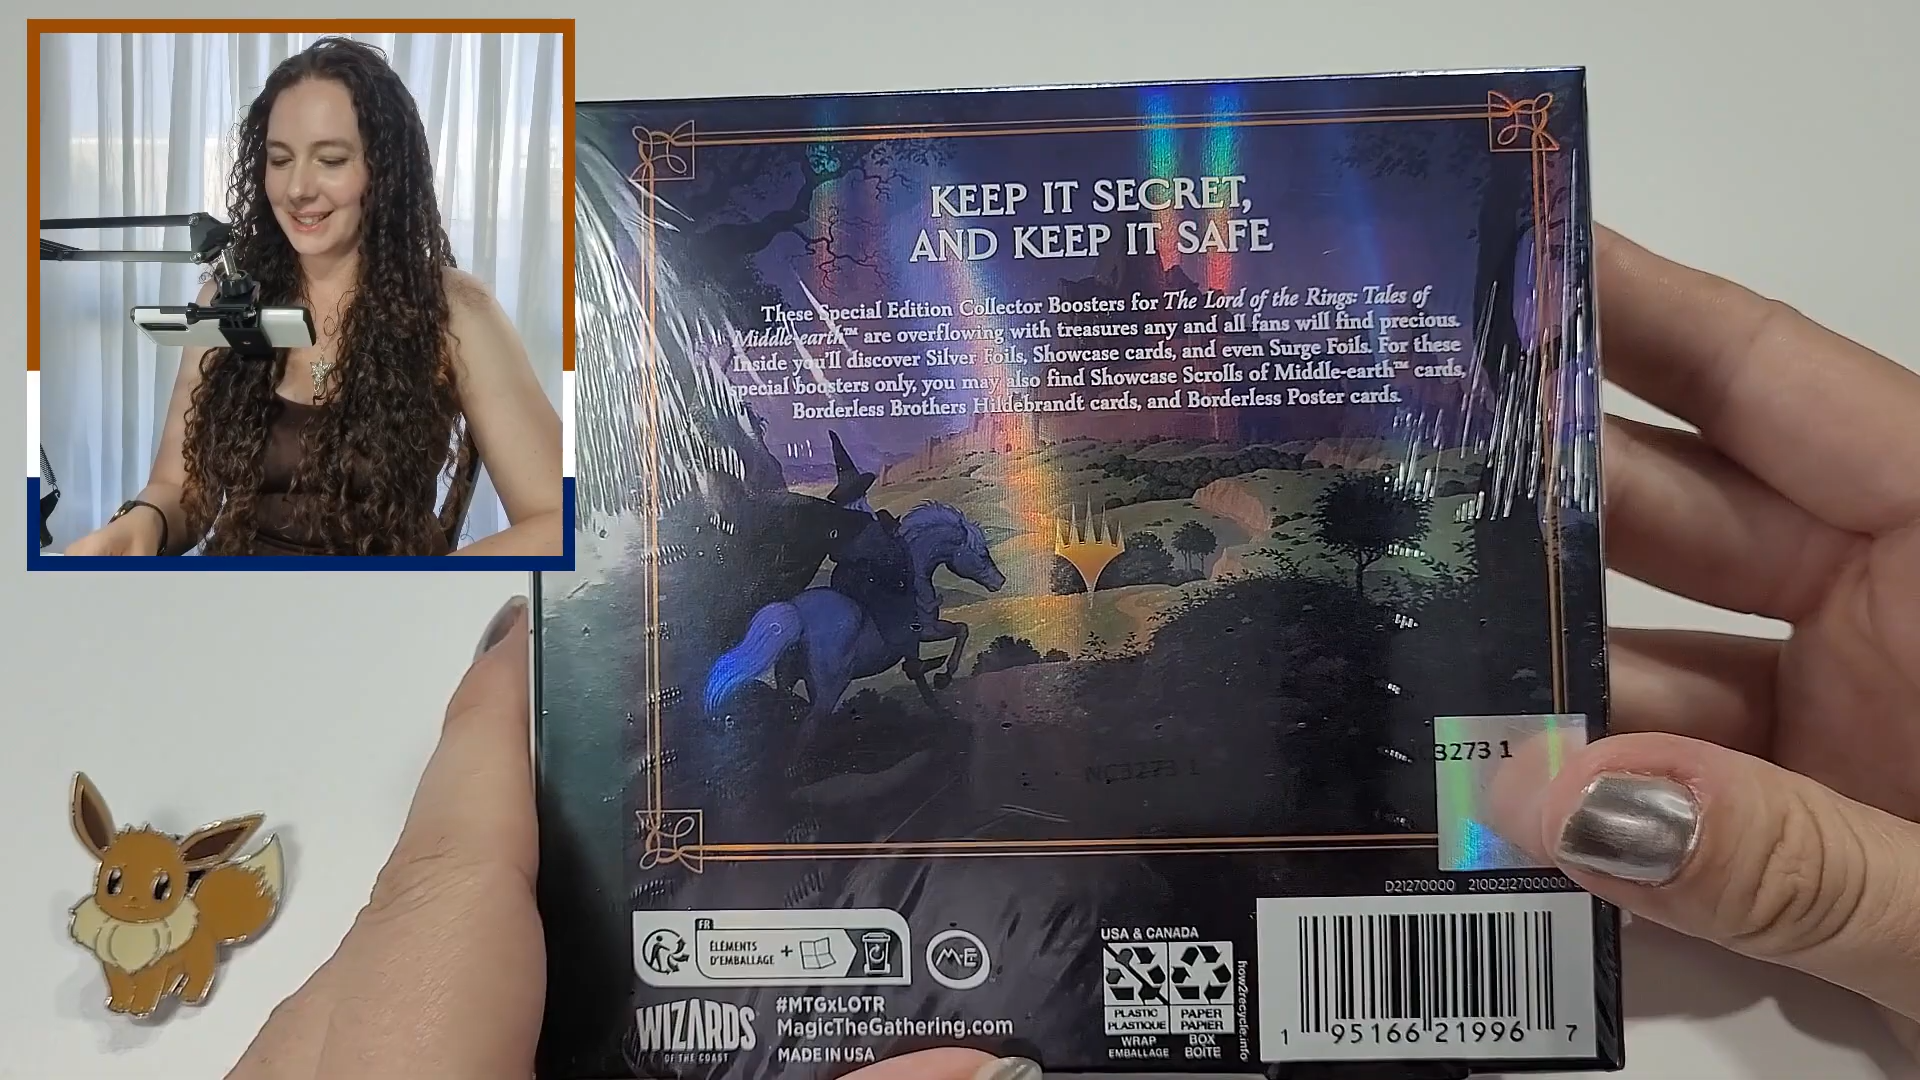 KEEP IT SECRET,
AND KEEP IT SAFE
These Special Edition Collector Boosters for The Lord of the Rings: Tales of
Middle-earth™ are overflowing with treasures any and all fans will find precious.
Inside you'll discover Silver Foils, Showcase cards, and even Surge Foils. For these
special boosters only, you may also find Showcase Scrolls of Middle-earth™ cards,
Borderless Brothers Hildebrandt cards, and Borderless Poster cards.
3273 1
NC3273 1
D21270000
FR
ÉLÉMENTS
D'EMBALLAGE
+
M-E
WIZARDS
OF THE COAST
#MTGxLOTR
MagicTheGathering.com
MADE IN USA
USA & CANADA
PLASTIC
PLASTIQUE
PAPER
PAPIER
WRAP
EMBALLAGE
BOX
BOÎTE
how2recycle.info
1 95166 21996 7